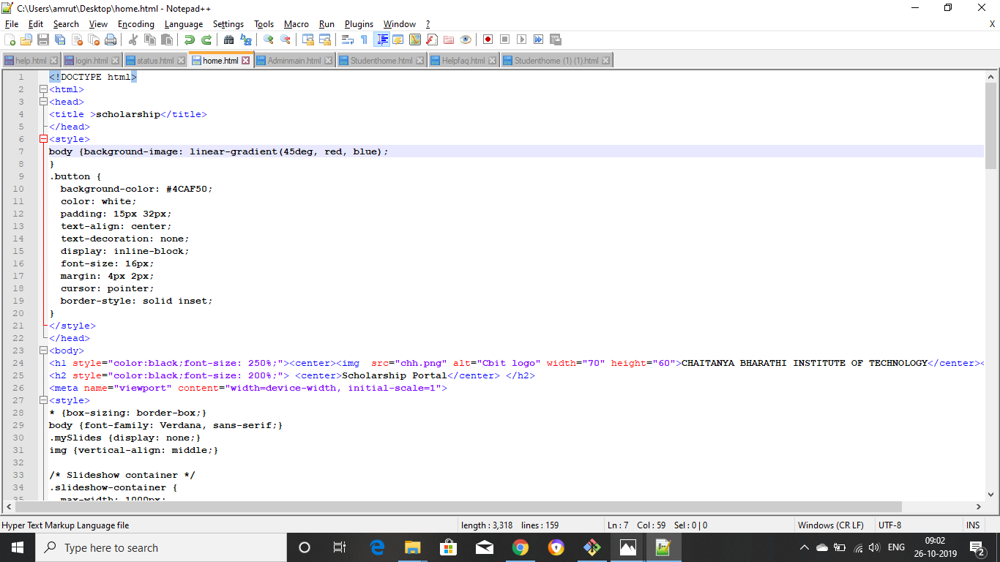 C:\Users\amrut\Desktop\home.html - Notepad++
File Edit Search View Encoding Language Settings Tools Macro Run Plugins Window ? X
help.html login.html status.html home.html Adminmain.html Studenthome.html Helpfaq.html Studenthome (1) (1).html
1 <!DOCTYPE html>
2 <html>
3 <head>
4 <title >scholarship</title>
5 </head>
6 <style>
7 body {background-image: linear-gradient(45deg, red, blue);
8 }
9 .button {
10 background-color: #4CAF50;
11 color: white;
12 padding: 15px 32px;
13 text-align: center;
14 text-decoration: none;
15 display: inline-block;
16 font-size: 16px;
17 margin: 4px 2px;
18 cursor: pointer;
19 border-style: solid inset;
20 }
21 </style>
22 </head>
23 <body>
24 <h1 style="color:black;font-size: 250%;"><center><img  src="chh.png" alt="Cbit logo" width="70" height="60">CHAITANYA BHARATHI INSTITUTE OF TECHNOLOGY</center><
25 <h2 style="color:black;font-size: 200%;"> <center>Scholarship Portal</center> </h2>
26 <meta name="viewport" content="width=device-width, initial-scale=1">
27 <style>
28 * {box-sizing: border-box;}
29 body {font-family: Verdana, sans-serif;}
30 .mySlides {display: none;}
31 img {vertical-align: middle;}
32
33 /* Slideshow container */
34 .slideshow-container {
35 max-width: 1000px;
Hyper Text Markup Language file length : 3,318 lines : 159 Ln : 7 Col : 59 Sel : 0 | 0 Windows (CR LF) UTF-8 INS
Type here to search ENG 09:02
26-10-2019 2